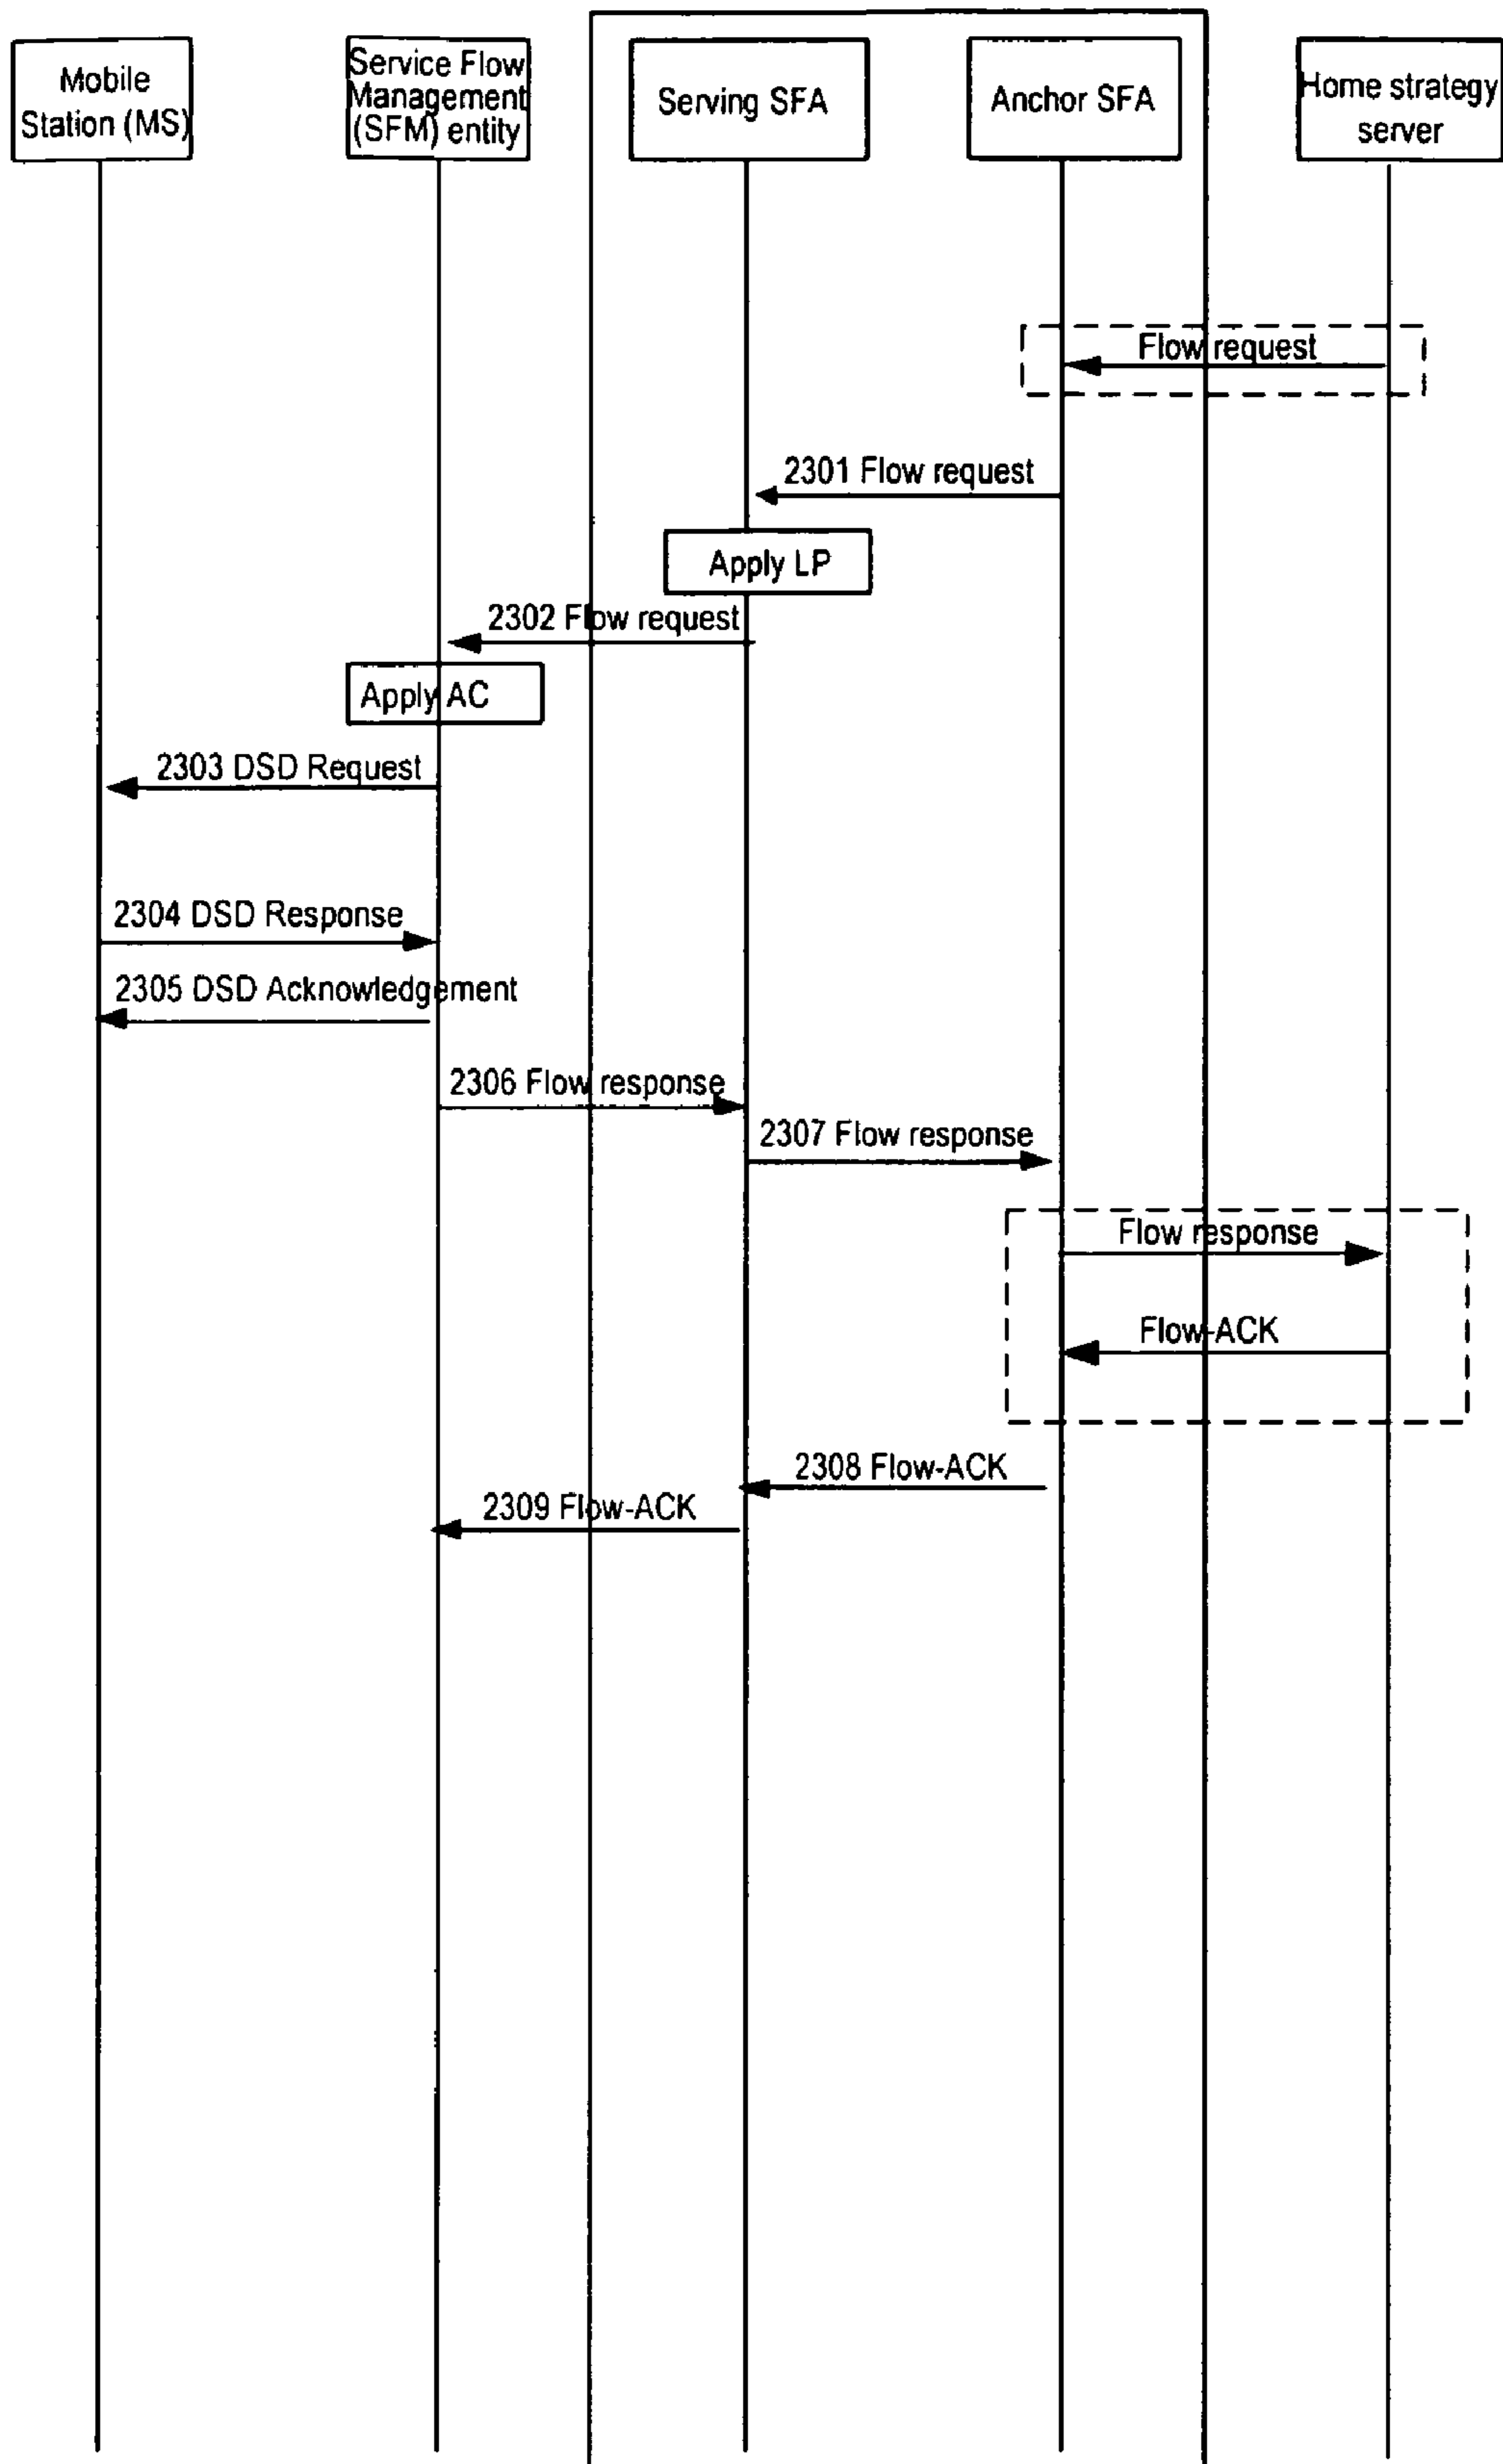 Mobile
Station (MS)
Service Flow
Management
(SFM) entity
Serving SFA
Anchor SFA
Home strategy
server
Flow request
2301 Flow request
Apply LP
2302 Flow request
Apply AC
2303 DSD Request
2304 DSD Response
2305 DSD Acknowledgement
2306 Flow response
2307 Flow response
Flow response
Flow-ACK
2308 Flow-ACK
2309 Flow-ACK